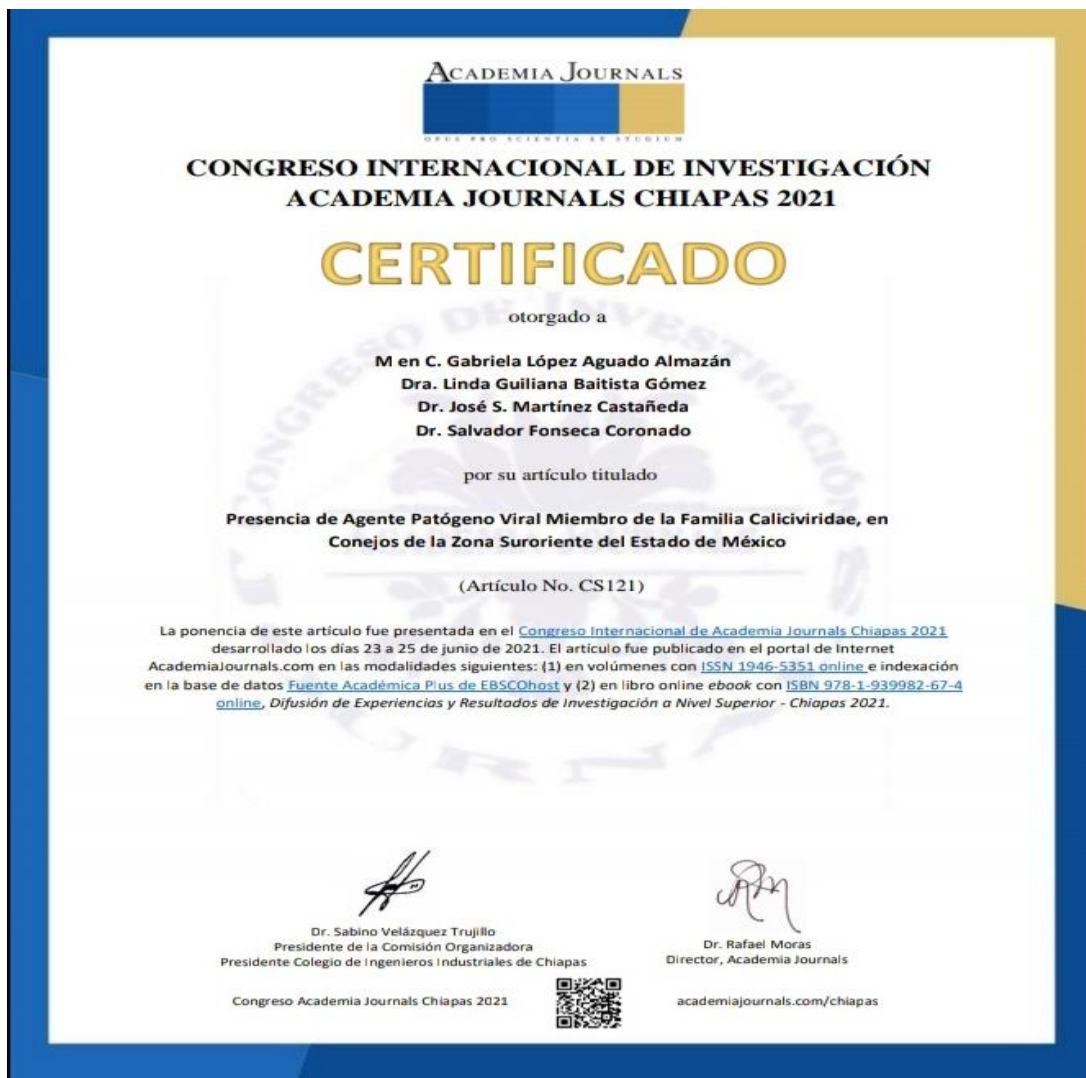 ACADEMIA JOURNALS
OPUS PRO SCIENTIA ET STUDIUM
CONGRESO INTERNACIONAL DE INVESTIGACIÓN
ACADEMIA JOURNALS CHIAPAS 2021
CERTIFICADO
otorgado a
M en C. Gabriela López Aguado Almazán
Dra. Linda Guiliana Baitista Gómez
Dr. José S. Martínez Castañeda
Dr. Salvador Fonseca Coronado
por su artículo titulado
Presencia de Agente Patógeno Viral Miembro de la Familia Caliciviridae, en
Conejos de la Zona Suroriente del Estado de México
(Artículo No. CS121)
La ponencia de este artículo fue presentada en el Congreso Internacional de Academia Journals Chiapas 2021
desarrollado los días 23 a 25 de junio de 2021. El artículo fue publicado en el portal de Internet
AcademiaJournals.com en las modalidades siguientes: (1) en volúmenes con ISSN 1946-5351 online e indexación
en la base de datos Fuente Académica Plus de EBSCOhost y (2) en libro online ebook con ISBN 978-1-939982-67-4
online, Difusión de Experiencias y Resultados de Investigación a Nivel Superior - Chiapas 2021.
Dr. Sabino Velázquez Trujillo
Presidente de la Comisión Organizadora
Presidente Colegio de Ingenieros Industriales de Chiapas
Dr. Rafael Moras
Director, Academia Journals
Congreso Academia Journals Chiapas 2021
academiajournals.com/chiapas